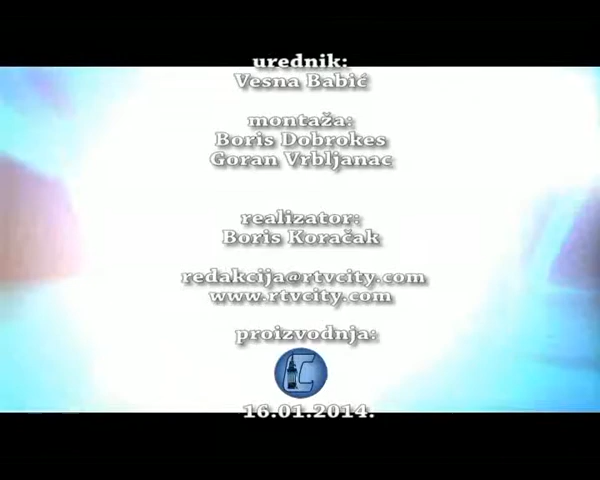 urednik:
Vesna Babić
montaža:
Boris Dobrokes
Goran Vrbljanac
realizator:
Boris Koračak
redakcija@rtvcity.com
www.rtvcity.com
proizvodnja:
C
16.01.2014.